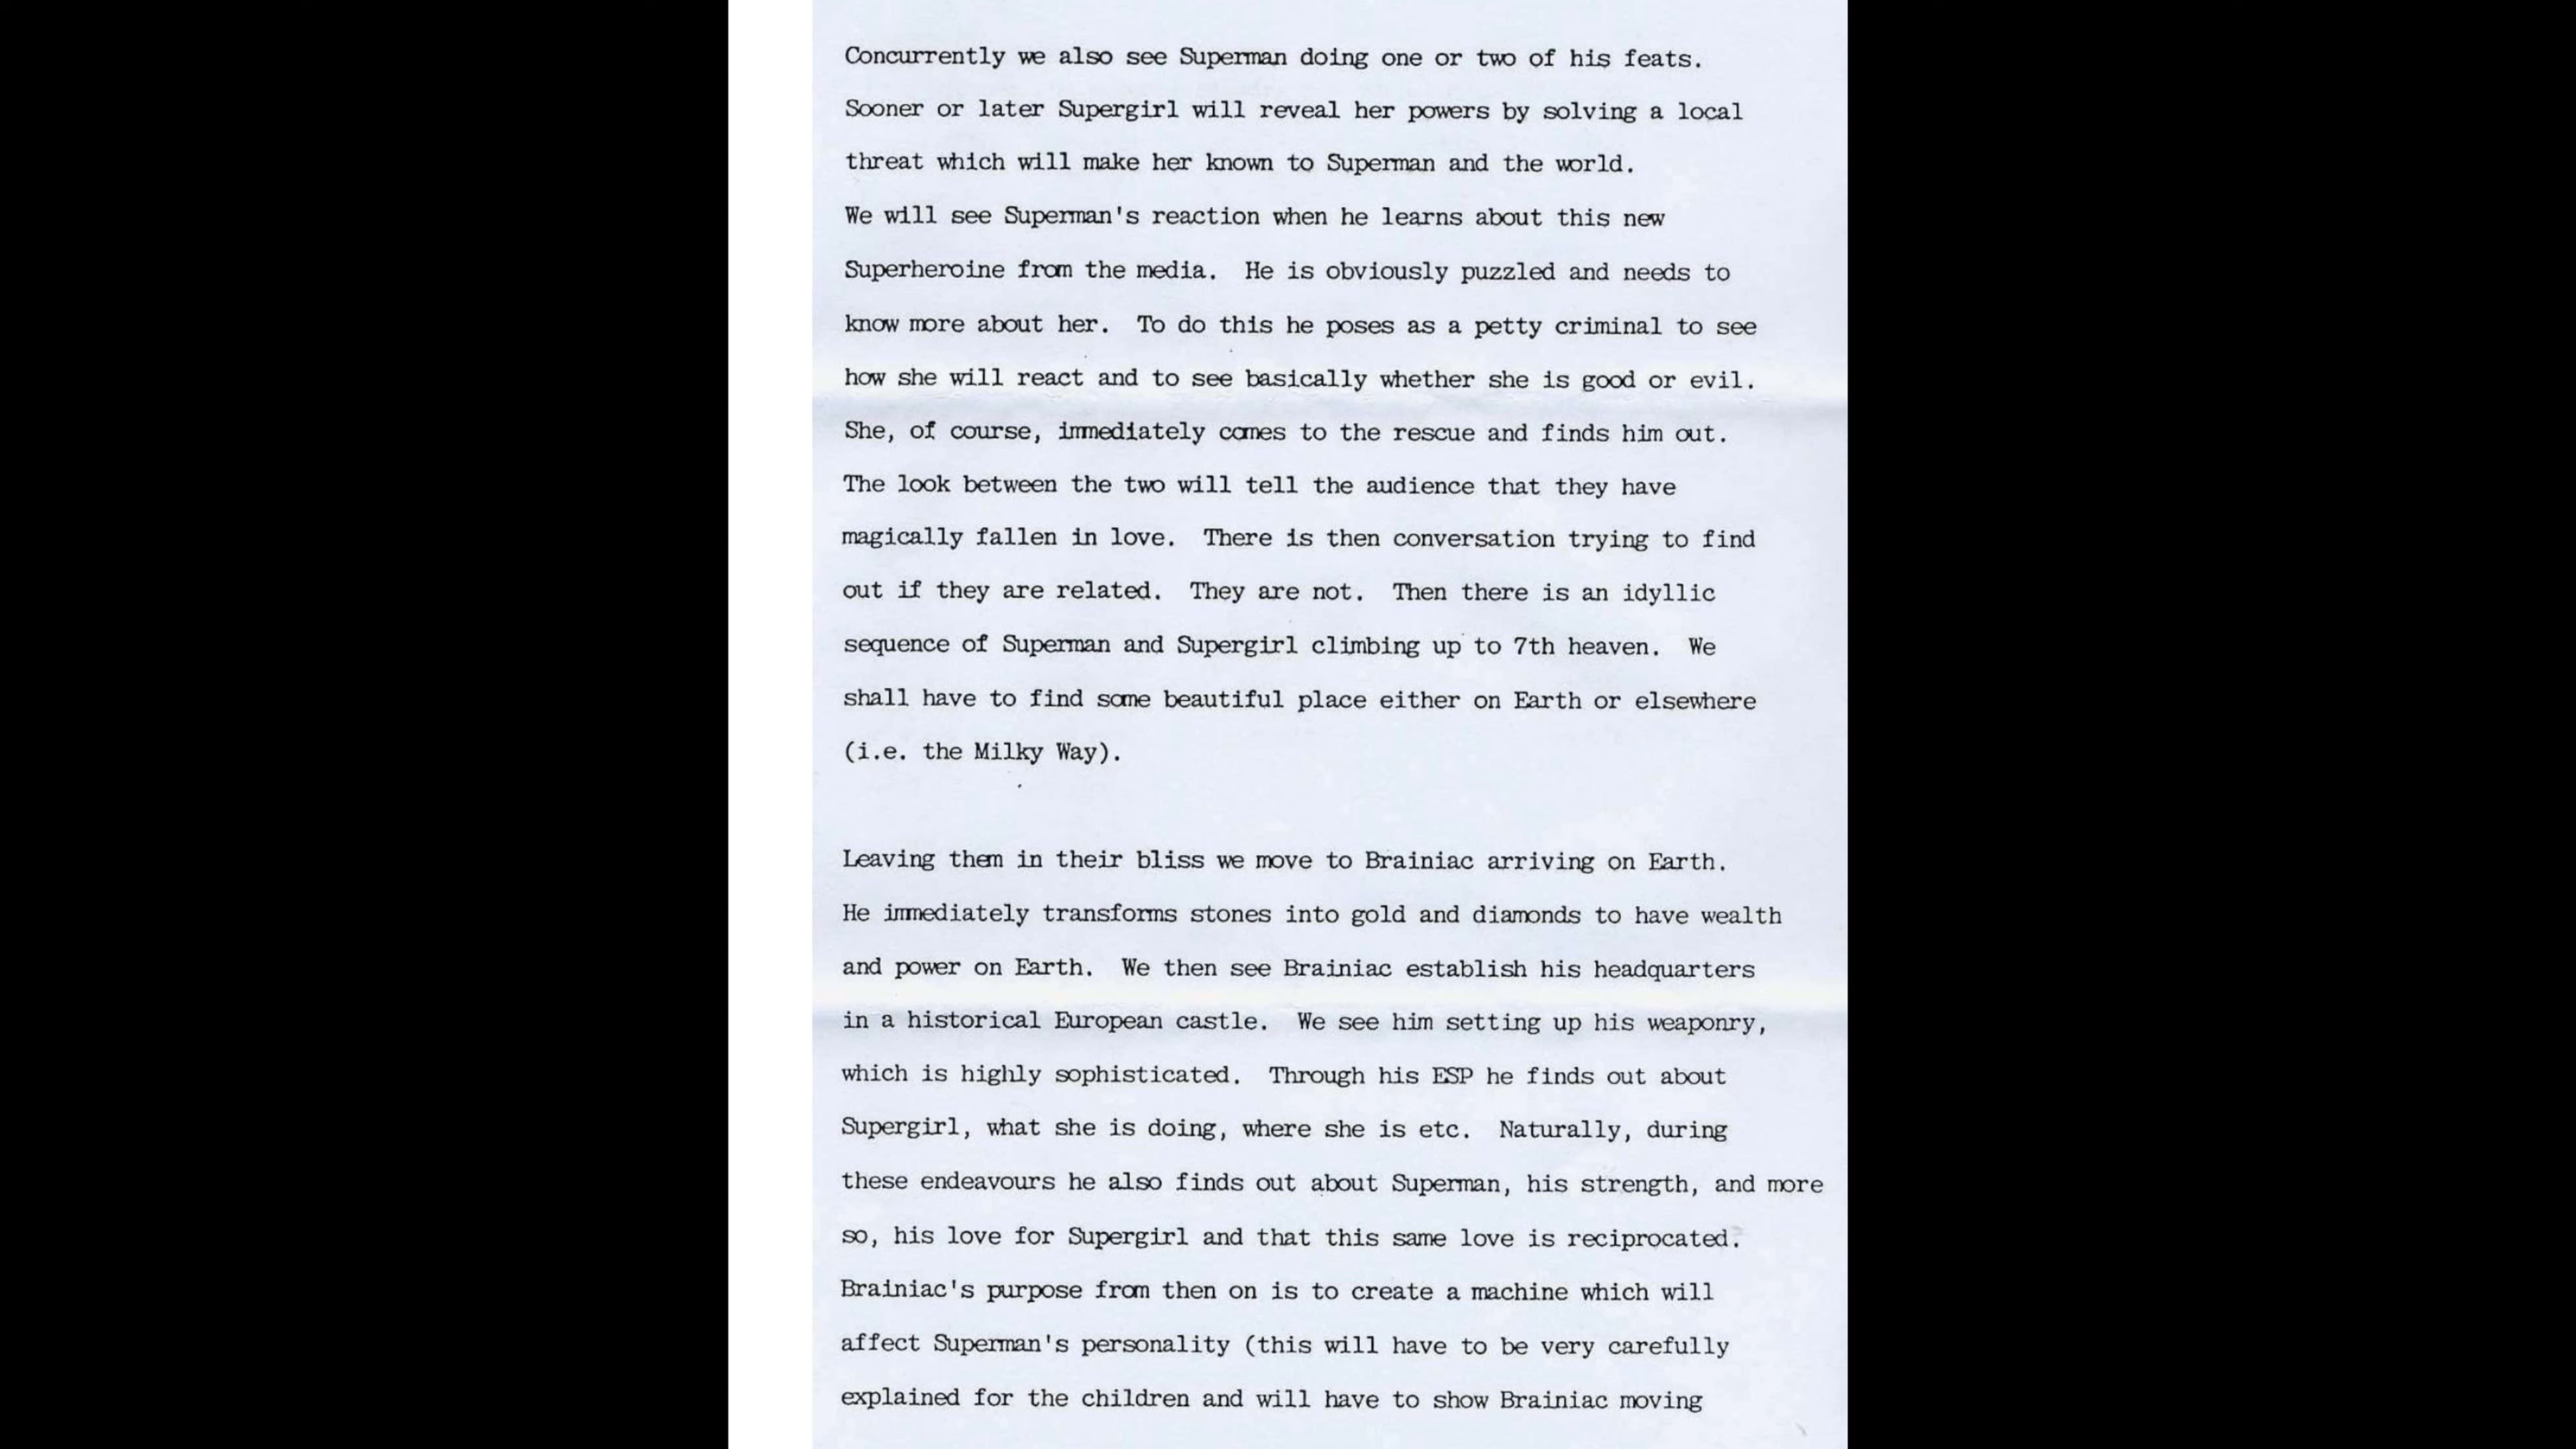 Concurrently we also see Superman doing one or two of his feats.
Sooner or later Supergirl will reveal her powers by solving a local
threat which will make her known to Superman and the world.
We will see Superman's reaction when he learns about this new
Superheroine from the media. He is obviously puzzled and needs to
know more about her. To do this he poses as a petty criminal to see
how she will react and to see basically whether she is good or evil.
She, of course, immediately comes to the rescue and finds him out.
The look between the two will tell the audience that they have
magically fallen in love. There is then conversation trying to find
out if they are related. They are not. Then there is an idyllic
sequence of Superman and Supergirl climbing up to 7th heaven. We
shall have to find some beautiful place either on Earth or elsewhere
(i.e. the Milky Way).
Leaving them in their bliss we move to Brainiac arriving on Earth.
He immediately transforms stones into gold and diamonds to have wealth
and power on Earth. We then see Brainiac establish his headquarters
in a historical European castle. We see him setting up his weaponry,
which is highly sophisticated. Through his ESP he finds out about
Supergirl, what she is doing, where she is etc. Naturally, during
these endeavours he also finds out about Superman, his strength, and more
so, his love for Supergirl and that this same love is reciprocated.
Brainiac's purpose from then on is to create a machine which will
affect Superman's personality (this will have to be very carefully
explained for the children and will have to show Brainiac moving